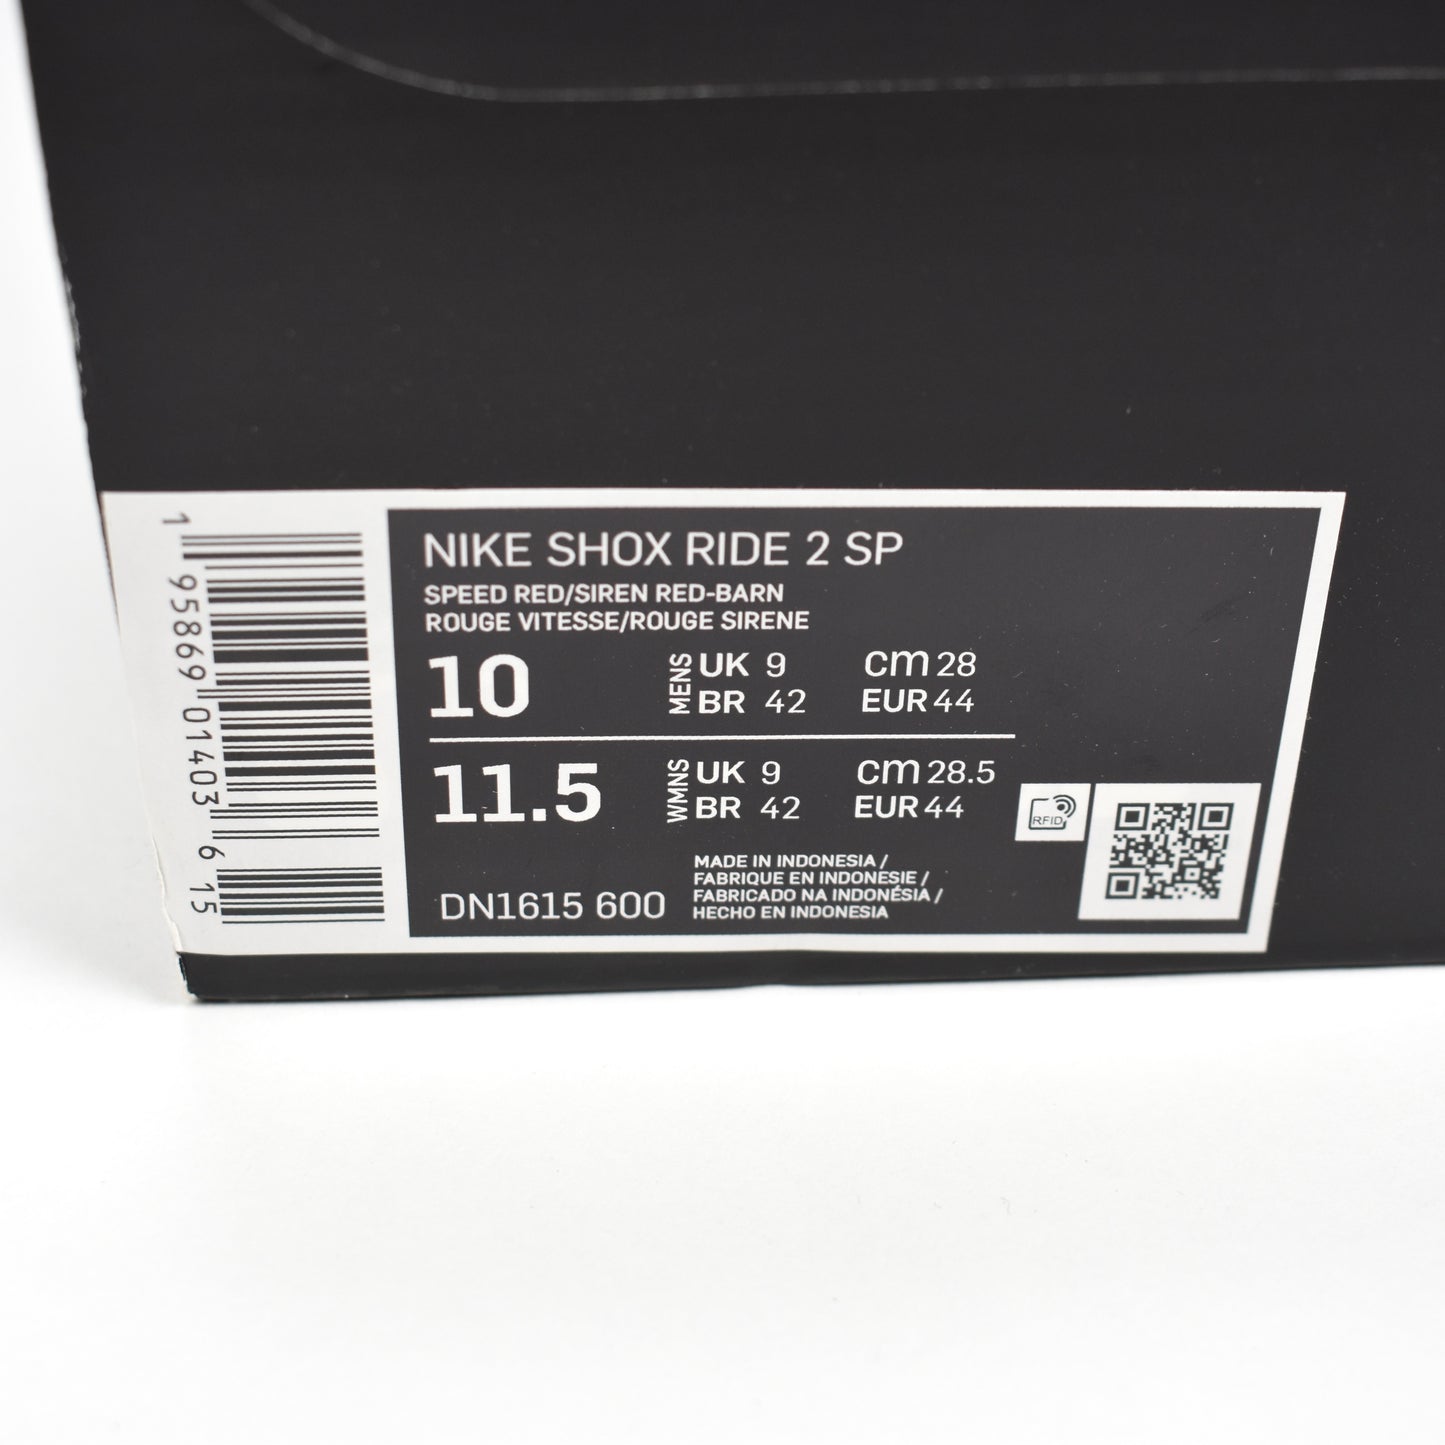 NIKE SHOX RIDE 2 SP
SPEED RED/SIREN RED-BARN
ROUGE VITESSE/ROUGE SIRENE
10 MENS UK 9 cm 28
BR 42 EUR 44
11.5 WMNS UK 9 cm 28.5
BR 42 EUR 44
RFID
DN1615 600
MADE IN INDONESIA /
FABRIQUE EN INDONESIE /
FABRICADO NA INDONÉSIA /
HECHO EN INDONESIA
1 95869 01403 6 15